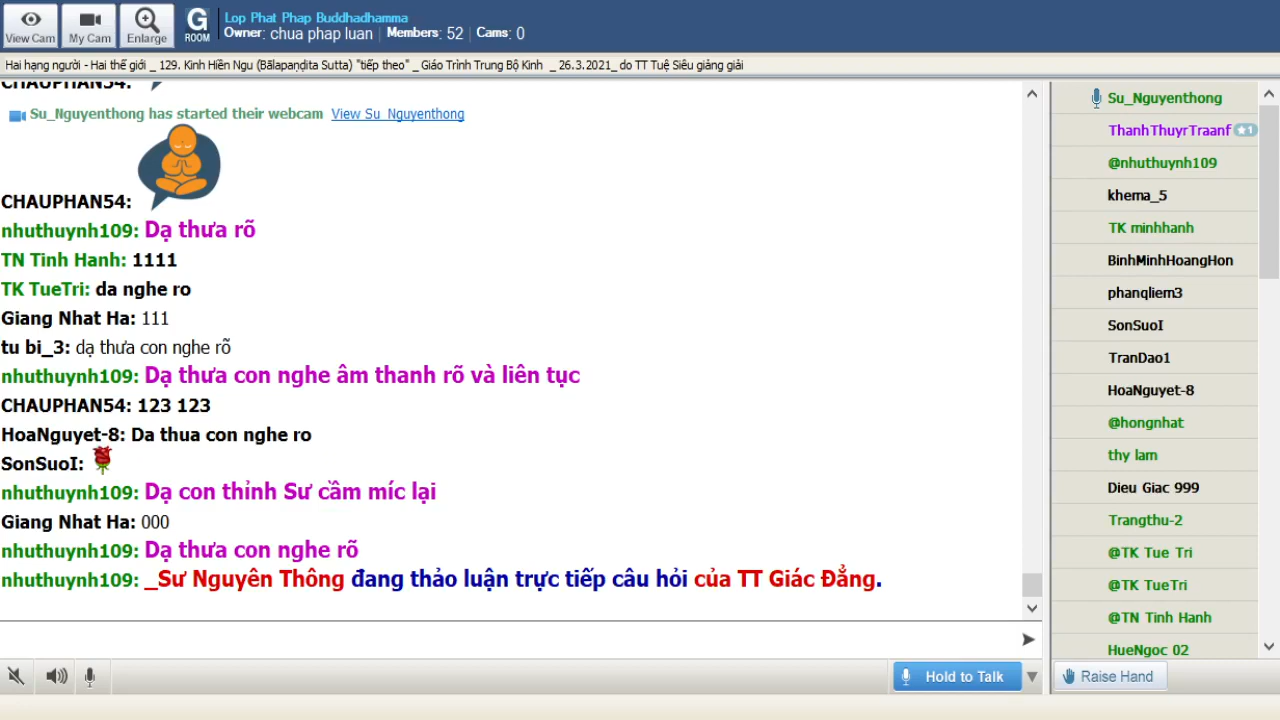 View Cam
My Cam
Enlarge
G
ROOM
Lop Phat Phap Buddhadhamma
Owner: chua phap luan | Members: 52 | Cams: 0
Hai hạng người - Hai thế giới _ 129. Kinh Hiền Ngu (Bālapaṇḍita Sutta) "tiếp theo" _ Giáo Trình Trung Bộ Kinh _ 26.3.2021_ do TT Tuệ Siêu giảng giải
CHAUPHAN54:
Su_Nguyenthong has started their webcam View Su_Nguyenthong
CHAUPHAN54:
nhuthuynh109: Dạ thưa rõ
TN Tinh Hanh: 1111
TK TueTri: da nghe ro
Giang Nhat Ha: 111
tu bi_3: dạ thưa con nghe rõ
nhuthuynh109: Dạ thưa con nghe âm thanh rõ và liên tục
CHAUPHAN54: 123 123
HoaNguyet-8: Da thua con nghe ro
SonSuoI:
nhuthuynh109: Dạ con thỉnh Sư cầm míc lại
Giang Nhat Ha: 000
nhuthuynh109: Dạ thưa con nghe rõ
nhuthuynh109: _Sư Nguyên Thông đang thảo luận trực tiếp câu hỏi của TT Giác Đẳng.
Hold to Talk
Su_Nguyenthong
ThanhThuyrTraanf 1
@nhuthuynh109
khema_5
TK minhhanh
BinhMinhHoangHon
phanqliem3
SonSuoI
TranDao1
HoaNguyet-8
@hongnhat
thy lam
Dieu Giac 999
Trangthu-2
@TK Tue Tri
@TK TueTri
@TN Tinh Hanh
HueNgoc 02
Raise Hand